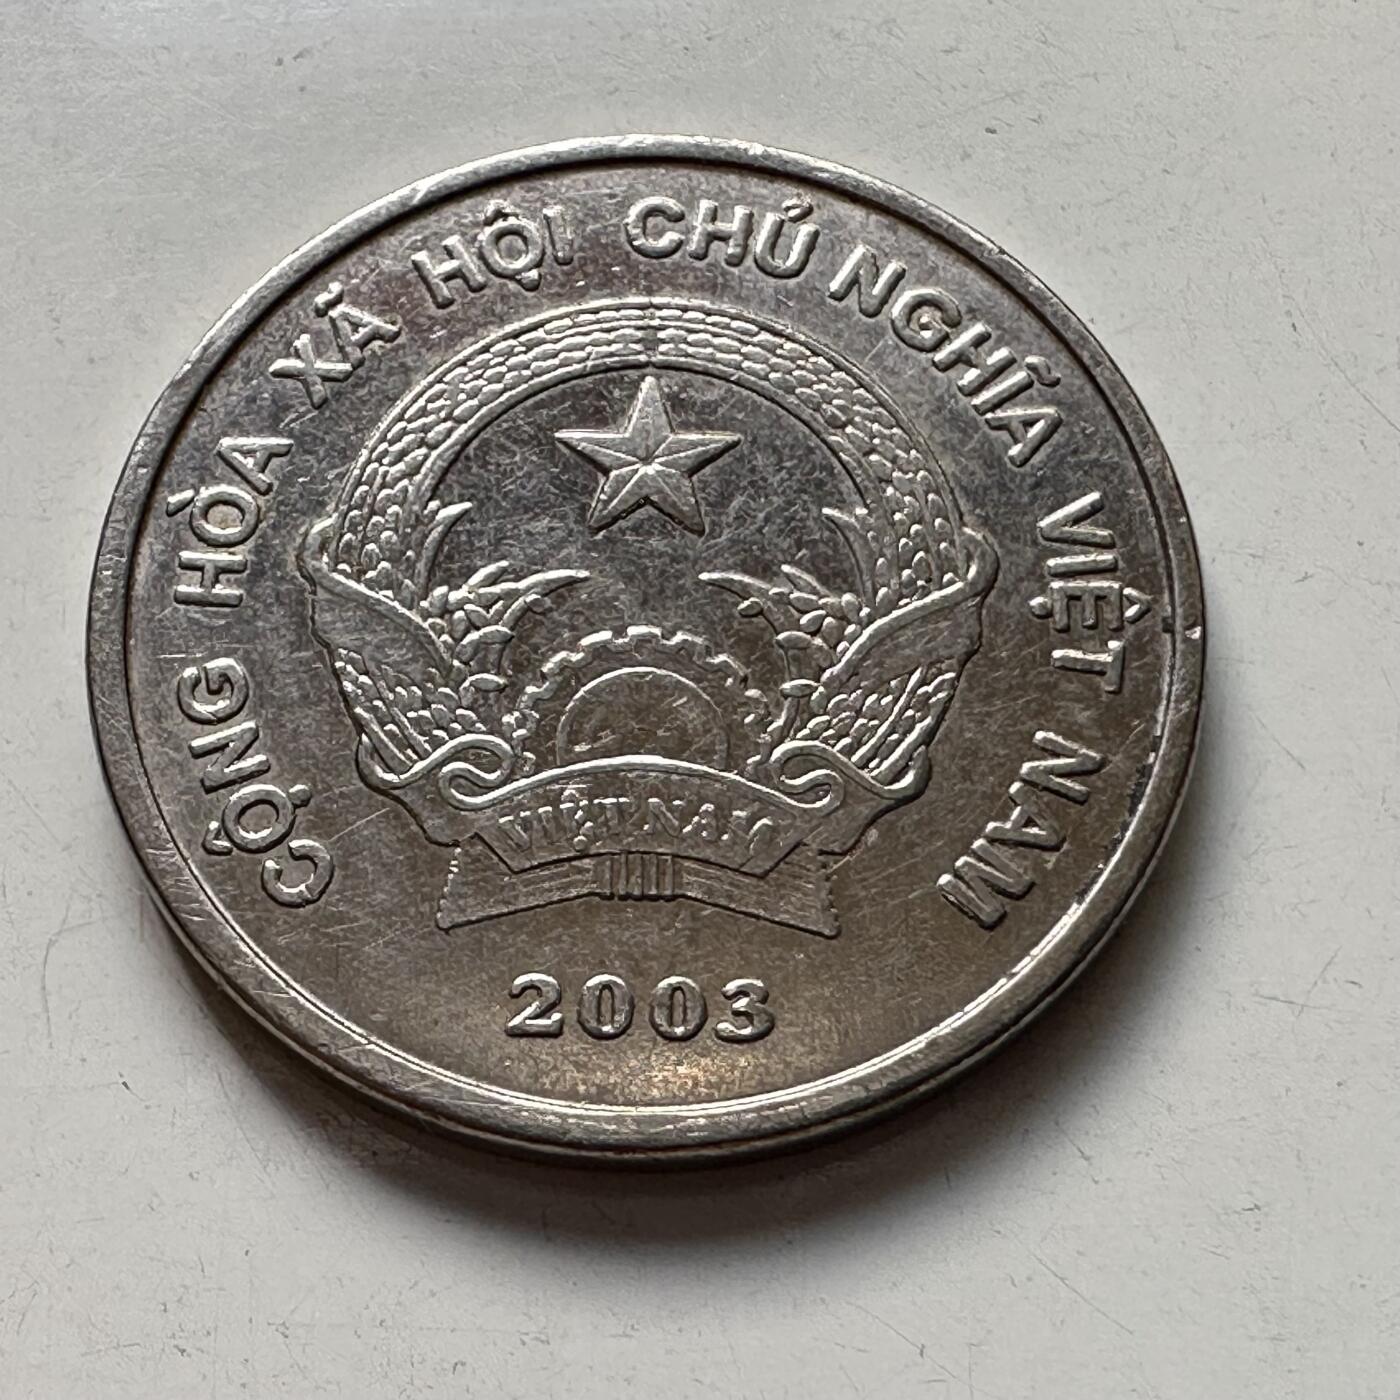 CỘNG HÒA XÃ HỘI CHỦ NGHĨA VIỆT NAM
VIỆT NAM
2003